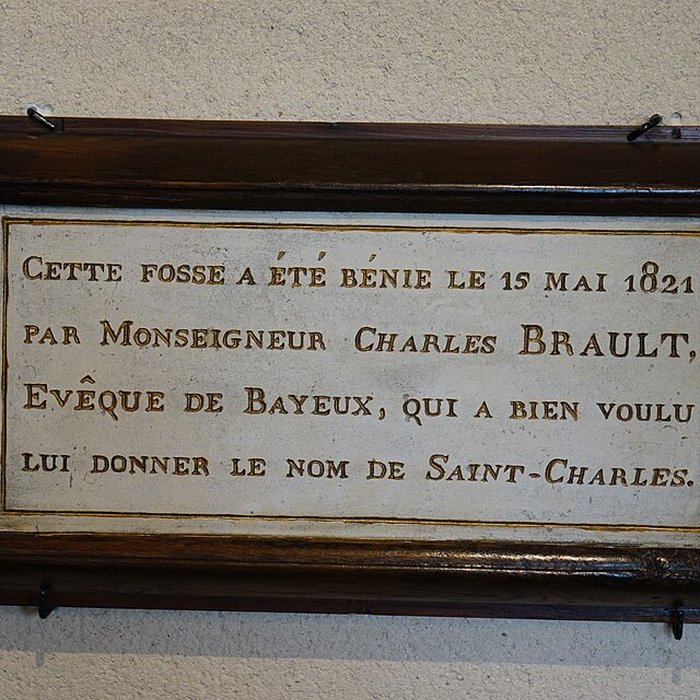 CETTE FOSSE A ÉTÉ BÉNIE LE 15 MAI 1821
PAR MONSEIGNEUR CHARLES BRAULT,
EVÊQUE DE BAYEUX, QUI A BIEN VOULU
LUI DONNER LE NOM DE SAINT-CHARLES.